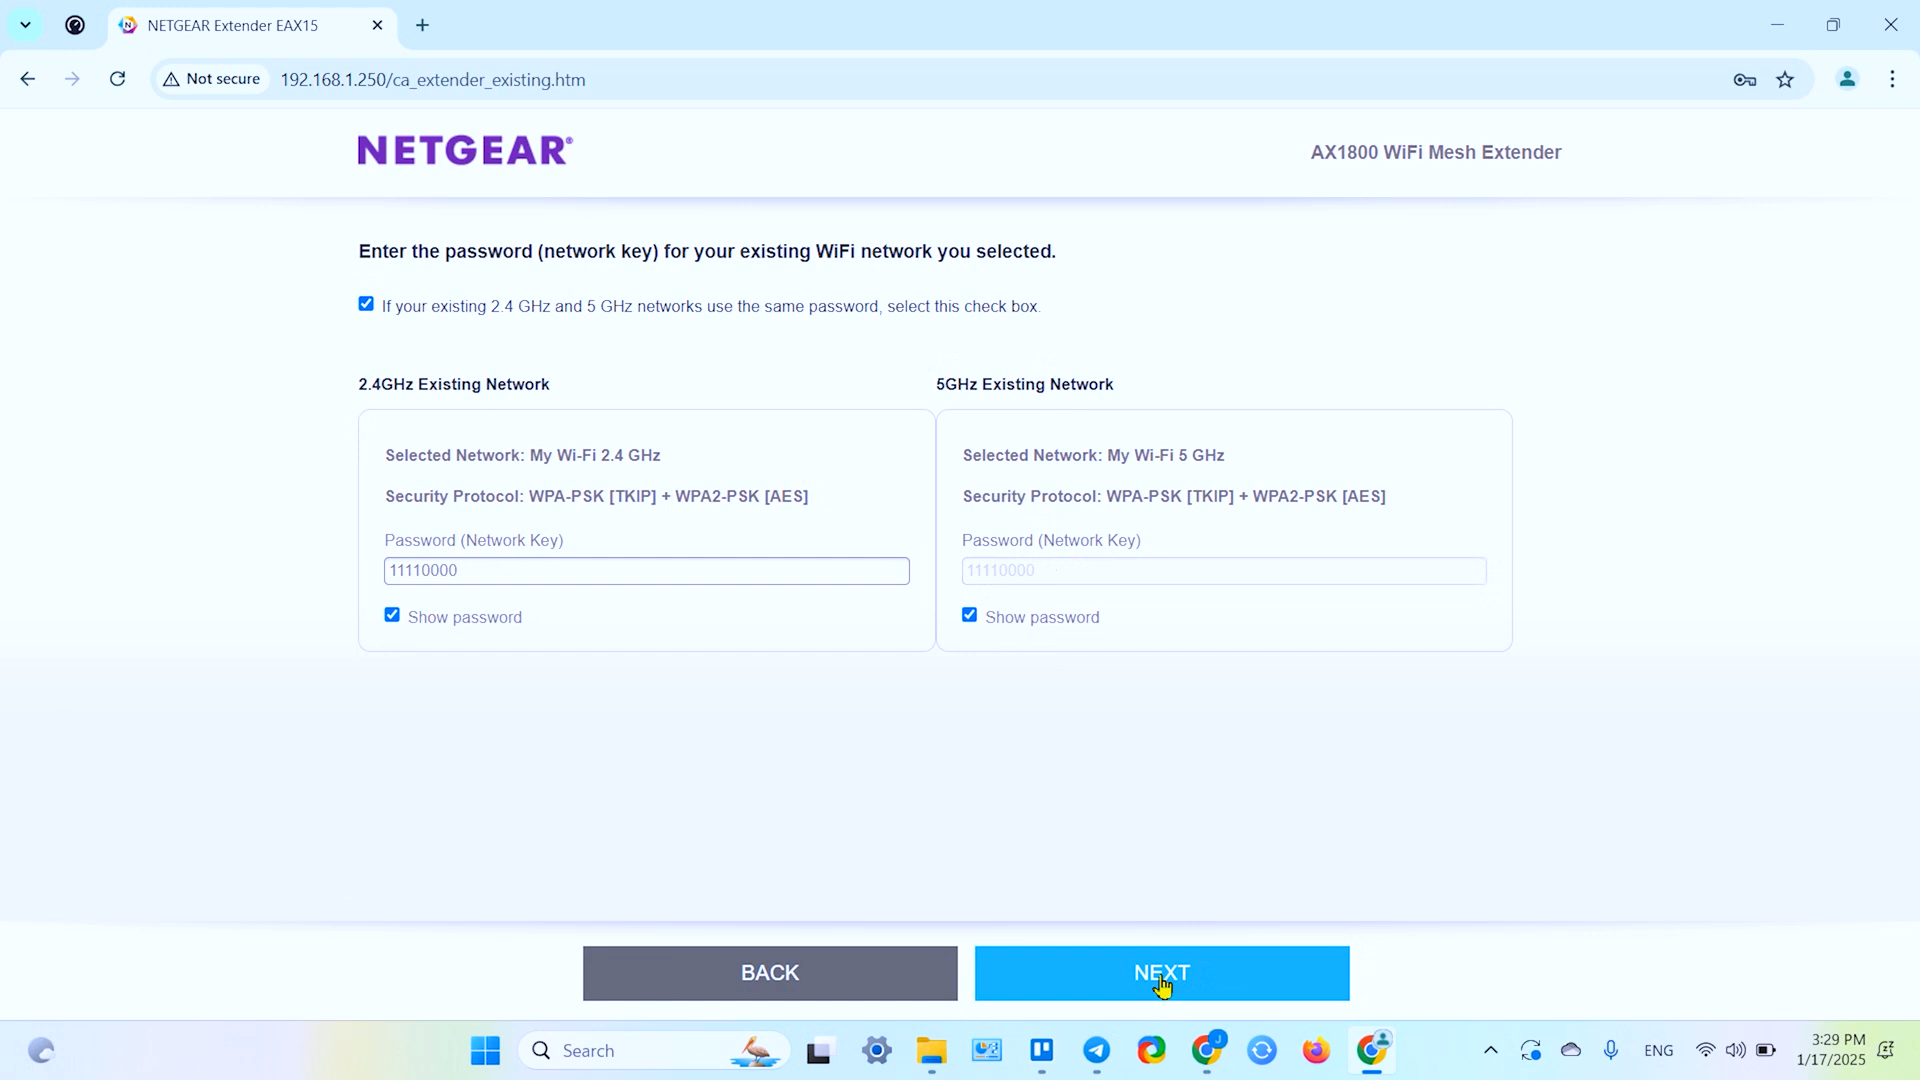 NETGEAR Extender EAX15
Not secure
192.168.1.250/ca_extender_existing.htm
NETGEAR®
AX1800 WiFi Mesh Extender
Enter the password (network key) for your existing WiFi network you selected.
If your existing 2.4 GHz and 5 GHz networks use the same password, select this check box.
2.4GHz Existing Network
Selected Network: My Wi-Fi 2.4 GHz
Security Protocol: WPA-PSK [TKIP] + WPA2-PSK [AES]
Password (Network Key)
11110000
Show password
5GHz Existing Network
Selected Network: My Wi-Fi 5 GHz
Security Protocol: WPA-PSK [TKIP] + WPA2-PSK [AES]
Password (Network Key)
11110000
Show password
BACK
NEXT
Search
J
ENG
3:29 PM
1/17/2025